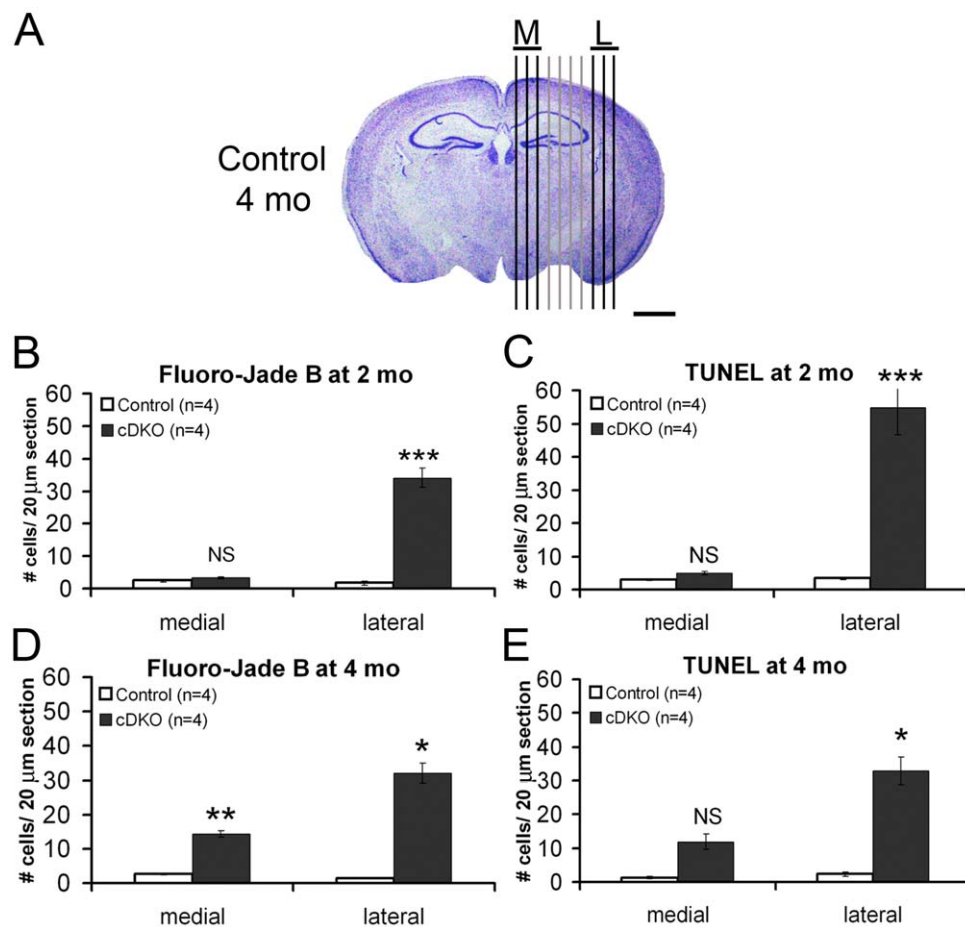 A
M L
Control
4 mo
B
Fluoro-Jade B at 2 mo
# cells/ 20 μm section
60
50
40
30
20
10
0
Control (n=4)
cDKO (n=4)
NS
***
medial lateral
C
TUNEL at 2 mo
# cells/ 20 μm section
60
50
40
30
20
10
0
Control (n=4)
cDKO (n=4)
NS
***
medial lateral
D
Fluoro-Jade B at 4 mo
# cells/ 20 μm section
60
50
40
30
20
10
0
Control (n=4)
cDKO (n=4)
**
*
medial lateral
E
TUNEL at 4 mo
# cells/ 20 μm section
60
50
40
30
20
10
0
Control (n=4)
cDKO (n=4)
NS
*
medial lateral